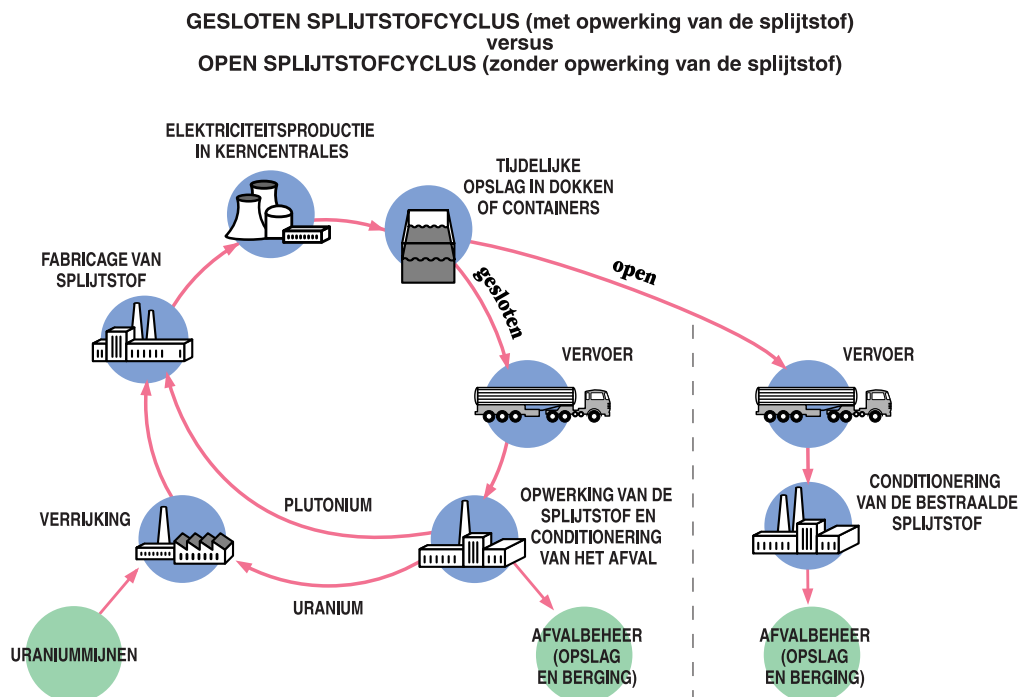 GESLOTEN SPLIJTSTOFCYCLUS (met opwerking van de splijtstof)
versus
OPEN SPLIJTSTOFCYCLUS (zonder opwerking van de splijtstof)
ELEKTRICITEITSPRODUCTIE
IN KERNCENTRALES
TIJDELIJKE
OPSLAG IN DOKKEN
OF CONTAINERS
FABRICAGE VAN
SPLIJTSTOF
gesloten
open
VERVOER
VERVOER
VERRIJKING
PLUTONIUM
OPWERKING VAN DE
SPLIJTSTOF EN
CONDITIONERING
VAN HET AFVAL
CONDITIONERING
VAN DE BESTRAALDE
SPLIJTSTOF
URANIUM
URANIUMMIJNEN
AFVALBEHEER
(OPSLAG
EN BERGING)
AFVALBEHEER
(OPSLAG
EN BERGING)